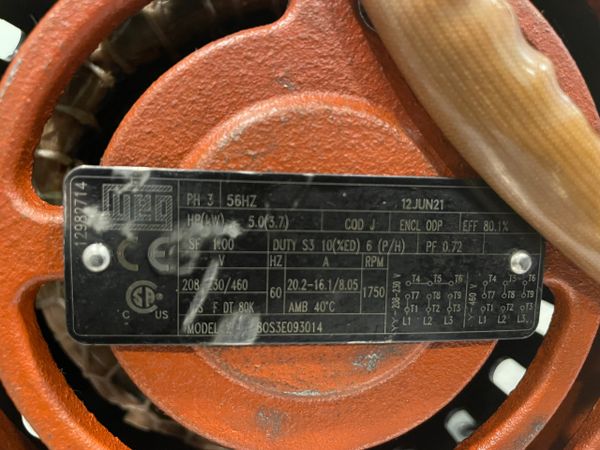 12982714
WEG
PH 3 56HZ 12JUN21
HP(kW) 5.0(3.7) COD J ENCL ODP EFF 80.1%
SF 1.00 DUTY S3 10(%ED) 6 (P/H) PF 0.72
V HZ A RPM
208 230/460 60 20.2-16.1/8.05 1750
F DT 80K AMB 40°C
MODEL 80S3E093014
CE
C US
YY -208-230 V
T4 T5 T6
T7 T8 T9
T1 T2 T3
L1 L2 L3
Y -460 V
T4 T5 T6
T7 T8 T9
T1 T2 T3
L1 L2 L3